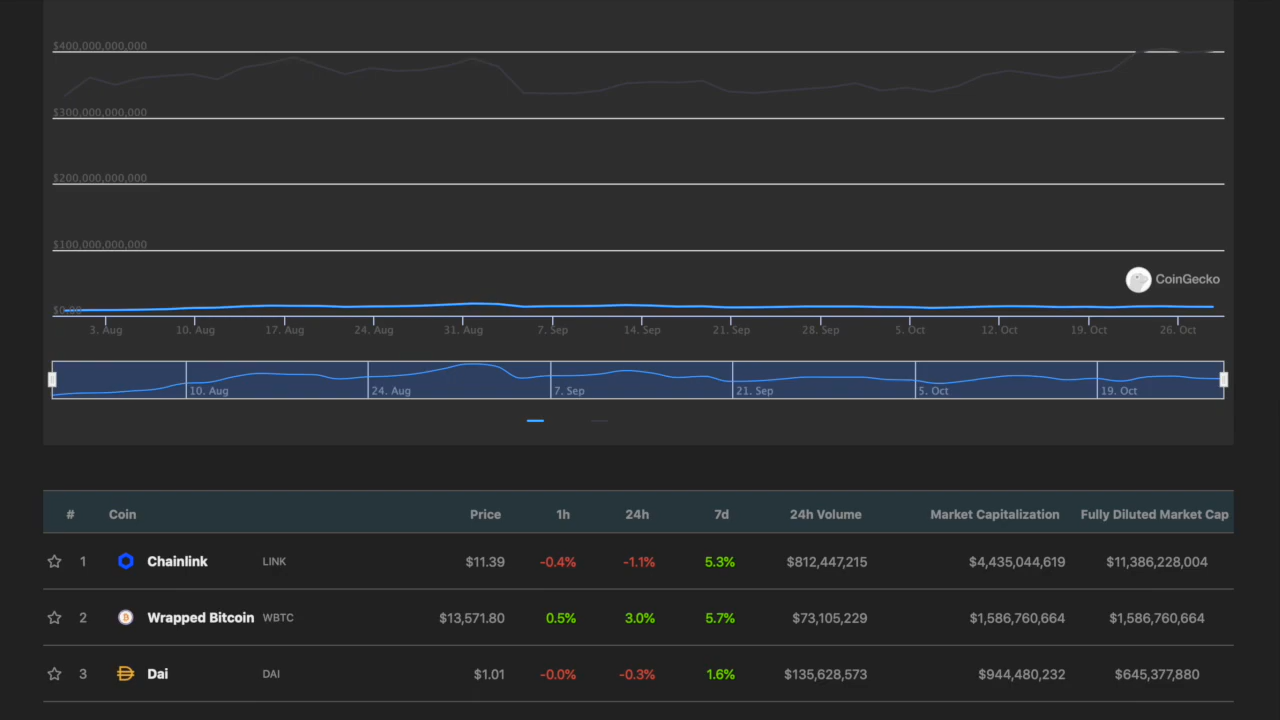 $400,000,000,000
$300,000,000,000
$200,000,000,000
$100,000,000,000
CoinGecko
$0.00
3. Aug 10. Aug 17. Aug 24. Aug 31. Aug 7. Sep 14. Sep 21. Sep 28. Sep 5. Oct 12. Oct 19. Oct 26. Oct
10. Aug 24. Aug 7. Sep 21. Sep 5. Oct 19. Oct
# Coin Price 1h 24h 7d 24h Volume Market Capitalization Fully Diluted Market Cap
1 Chainlink LINK $11.39 -0.4% -1.1% 5.3% $812,447,215 $4,435,044,619 $11,386,228,004
2 Wrapped Bitcoin WBTC $13,571.80 0.5% 3.0% 5.7% $73,105,229 $1,586,760,664 $1,586,760,664
3 Dai DAI $1.01 -0.0% -0.3% 1.6% $135,628,573 $944,480,232 $645,377,880